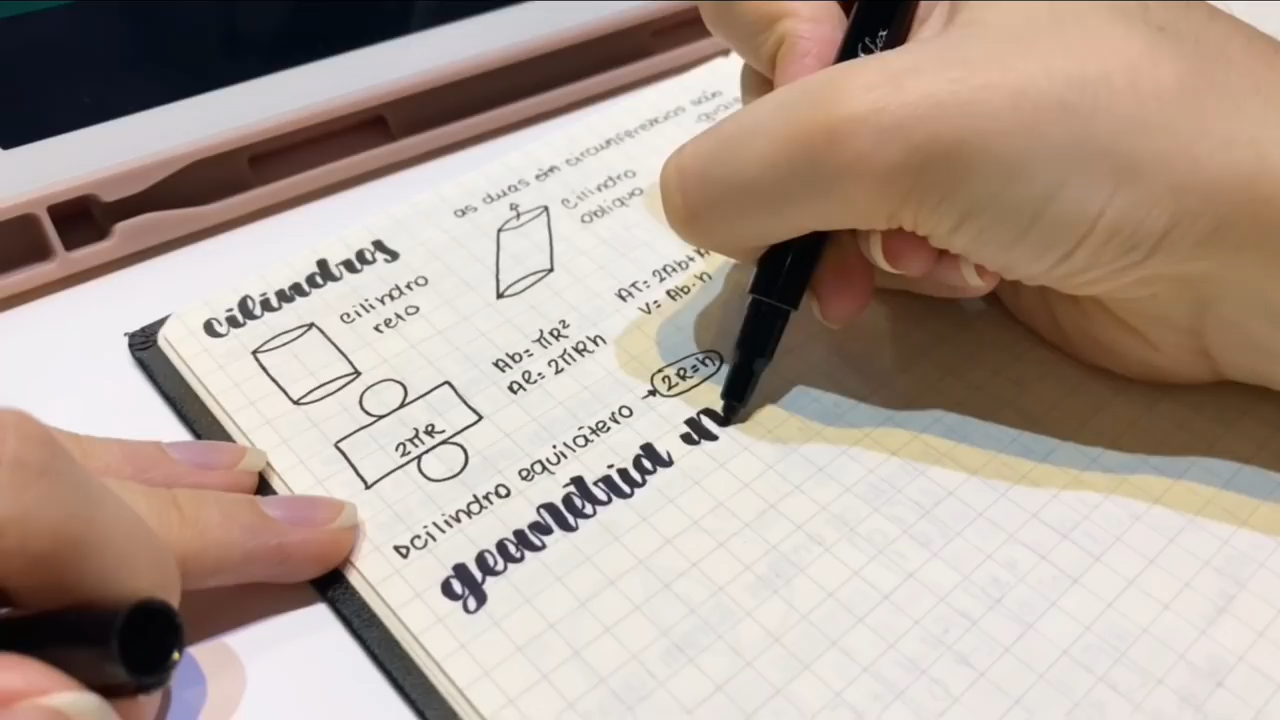 as duas em circunferências são
cilindros
cilindro
reto
cilindro
oblíquo
2πR
Ab= πR²
Al= 2πRh
AT= 2Ab+A
V= Ab·h
cilindro equilátero → 2R=h
geometria